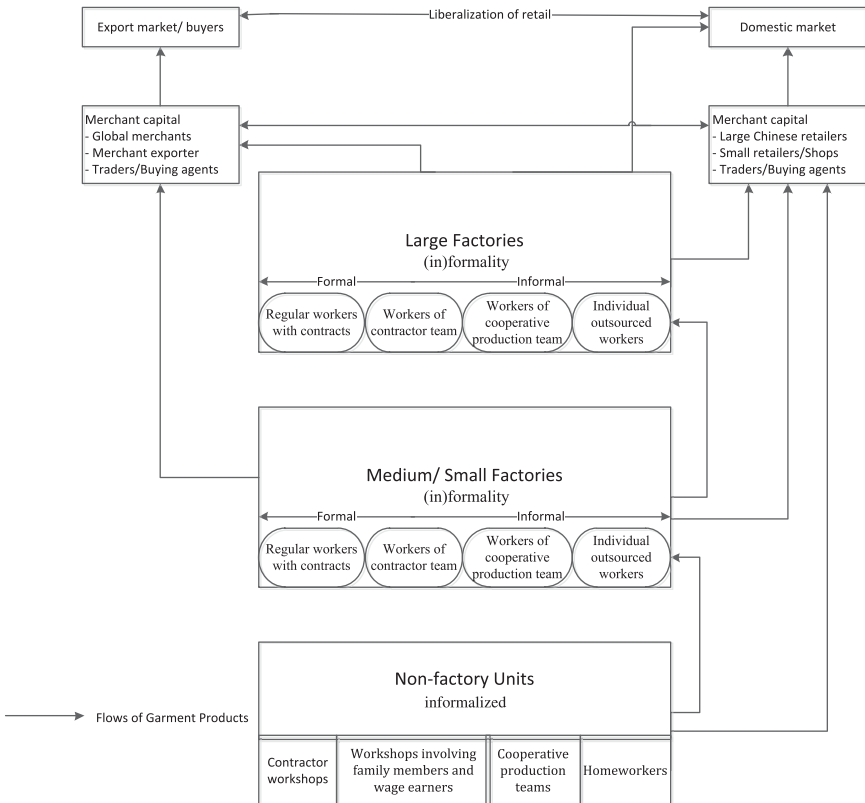 Liberalization of retail
Export market/ buyers
Domestic market
Merchant capital
- Global merchants
- Merchant exporter
- Traders/Buying agents
Merchant capital
- Large Chinese retailers
- Small retailers/Shops
- Traders/Buying agents
Large Factories
(in)formality
Formal
Informal
Regular workers
with contracts
Workers of
contractor team
Workers of
cooperative
production team
Individual
outsourced
workers
Medium/ Small Factories
(in)formality
Formal
Informal
Regular workers
with contracts
Workers of
contractor team
Workers of
cooperative
production team
Individual
outsourced
workers
Non-factory Units
informalized
Flows of Garment Products
Contractor
workshops
Workshops involving
family members and
wage earners
Cooperative
production
teams
Homeworkers